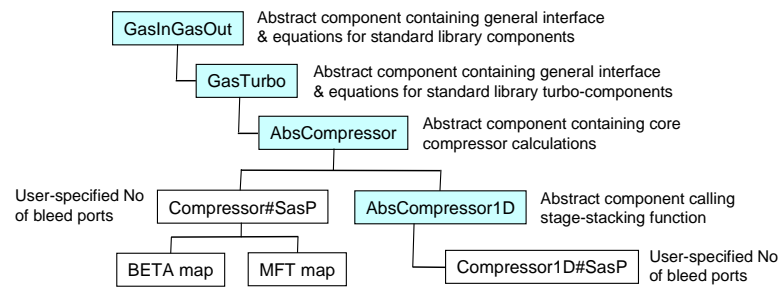 GasInGasOut
Abstract component containing general interface
& equations for standard library components
GasTurbo
Abstract component containing general interface
& equations for standard library turbo-components
AbsCompressor
Abstract component containing core
compressor calculations
User-specified No
of bleed ports
Compressor#SasP
AbsCompressor1D
Abstract component calling
stage-stacking function
BETA map
MFT map
Compressor1D#SasP
User-specified No
of bleed ports